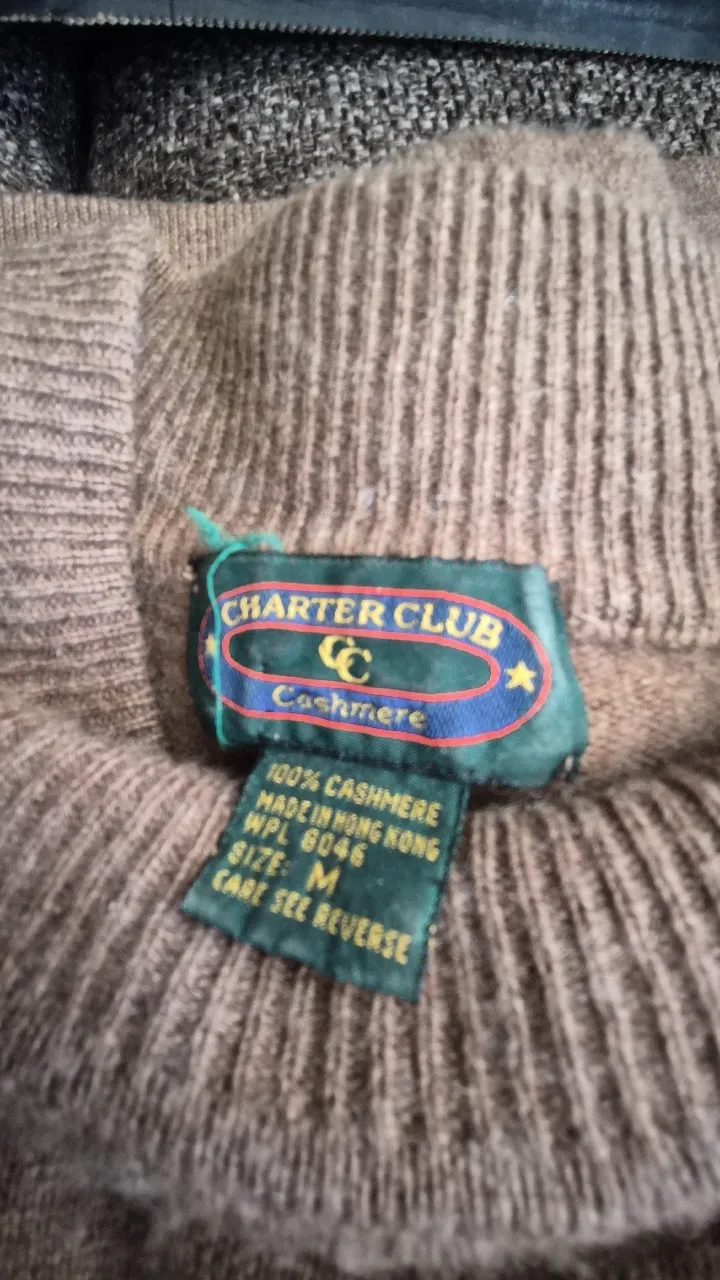 CHARTER CLUB
CC
Cashmere
100% CASHMERE
MADE IN HONG KONG
WPL 8046
SIZE: M
CARE SEE REVERSE